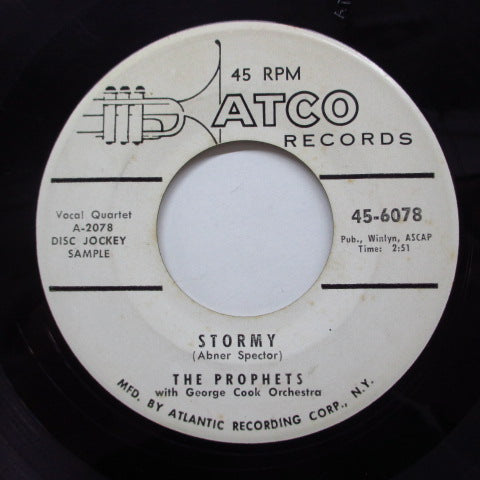 45 RPM
ATCO
RECORDS
Vocal Quartet
A-2078
DISC JOCKEY
SAMPLE
45-6078
Pub., Winlyn, ASCAP
Time: 2:51
STORMY
(Abner Spector)
THE PROPHETS
with George Cook Orchestra
MFD. BY ATLANTIC RECORDING CORP., N.Y.